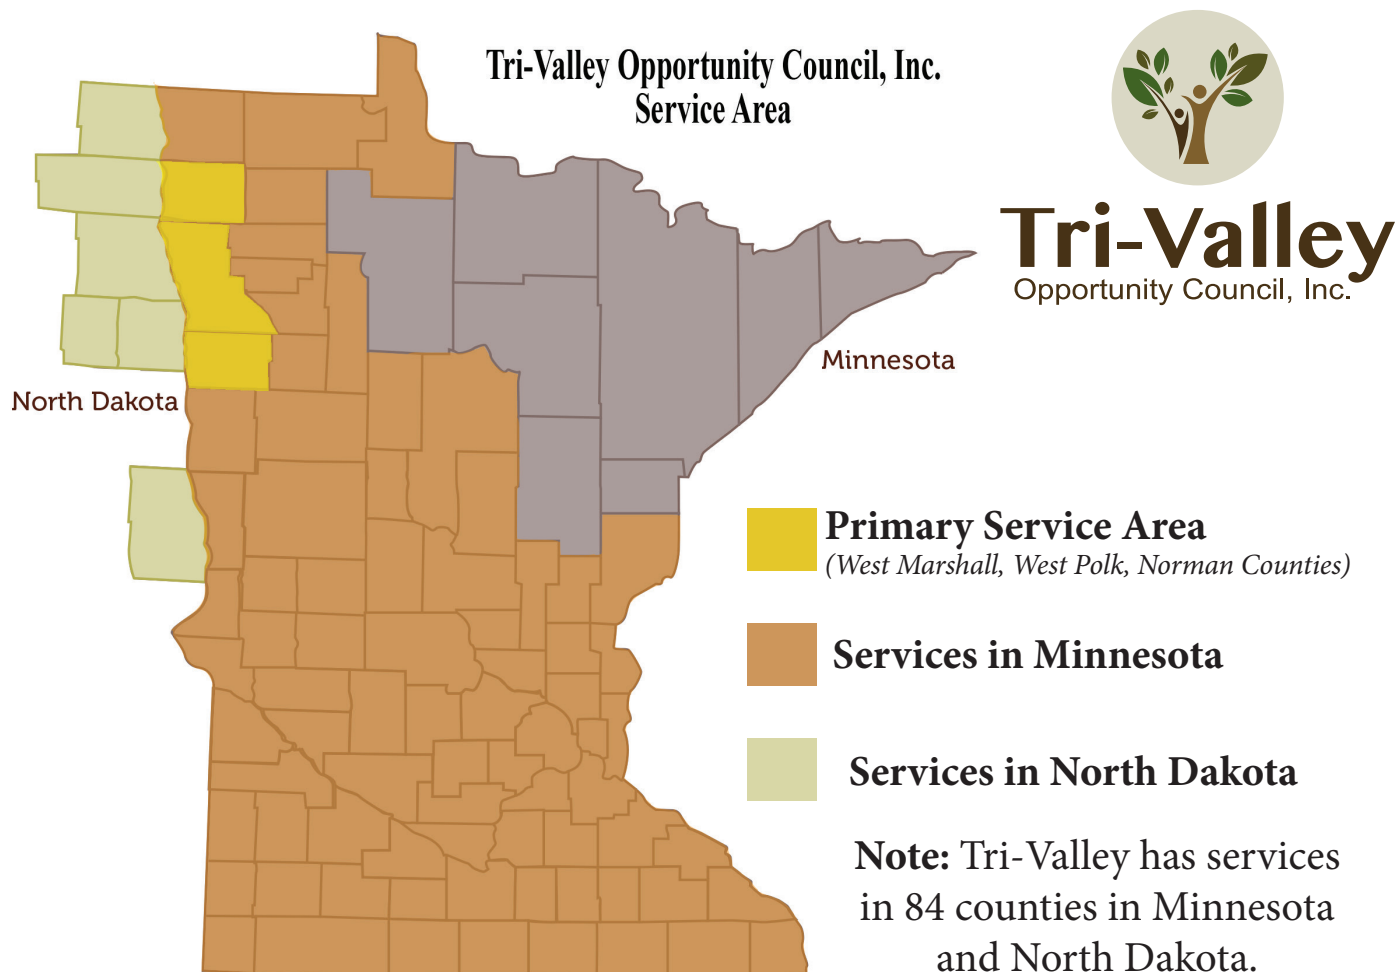 Tri-Valley Opportunity Council, Inc.
Service Area
Tri-Valley
Opportunity Council, Inc.
Minnesota
North Dakota
Primary Service Area
(West Marshall, West Polk, Norman Counties)
Services in Minnesota
Services in North Dakota
Note: Tri-Valley has services
in 84 counties in Minnesota
and North Dakota.